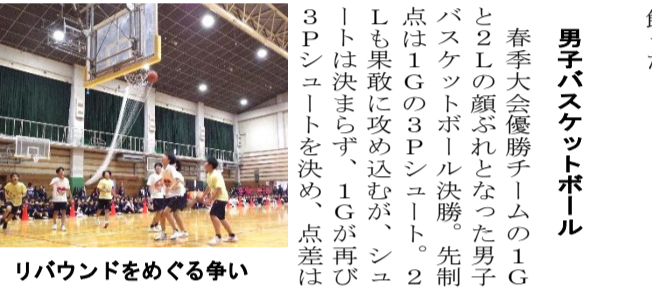 男子バスケットボール
春季大会優勝チームの1G
と2Lの顔ぶれとなった男子
バスケットボール決勝。先制
点は1Gの3Pシュート。2
Lも果敢に攻め込むが、シュ
ートは決まらず、1Gが再び
3Pシュートを決め、点差は
リバウンドをめぐる争い